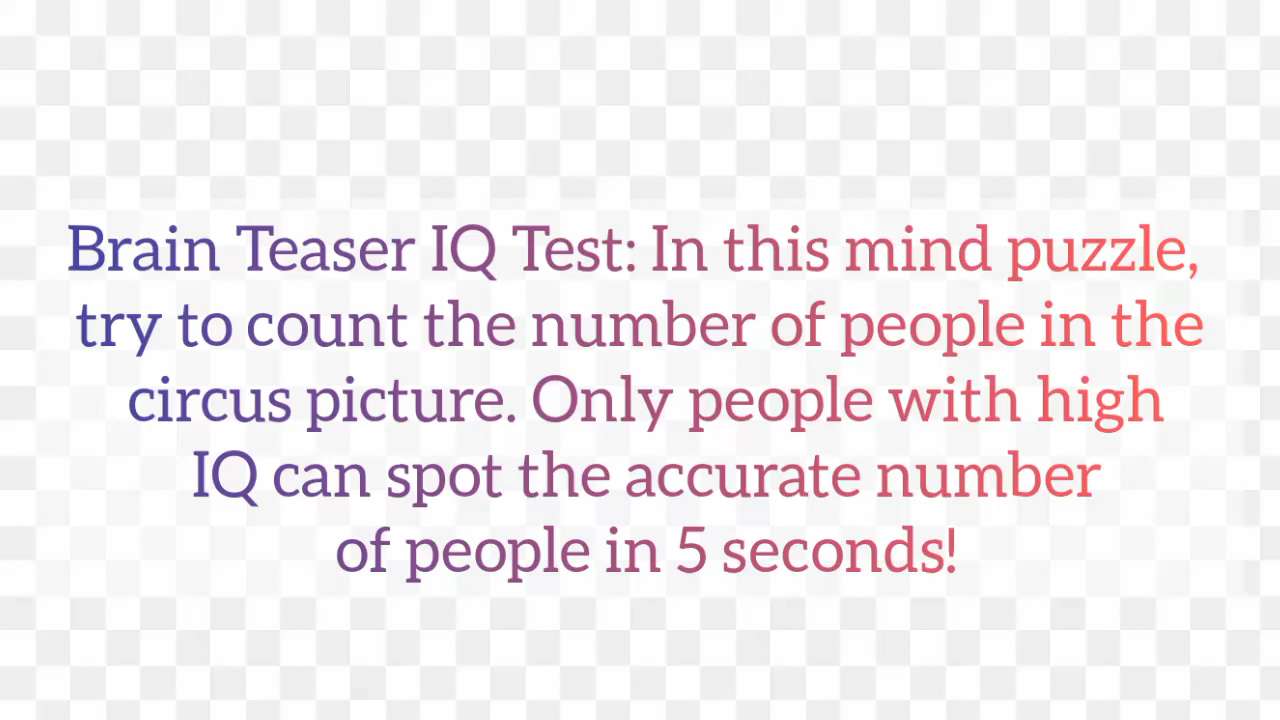 Brain Teaser IQ Test: In this mind puzzle,
try to count the number of people in the
circus picture. Only people with high
IQ can spot the accurate number
of people in 5 seconds!